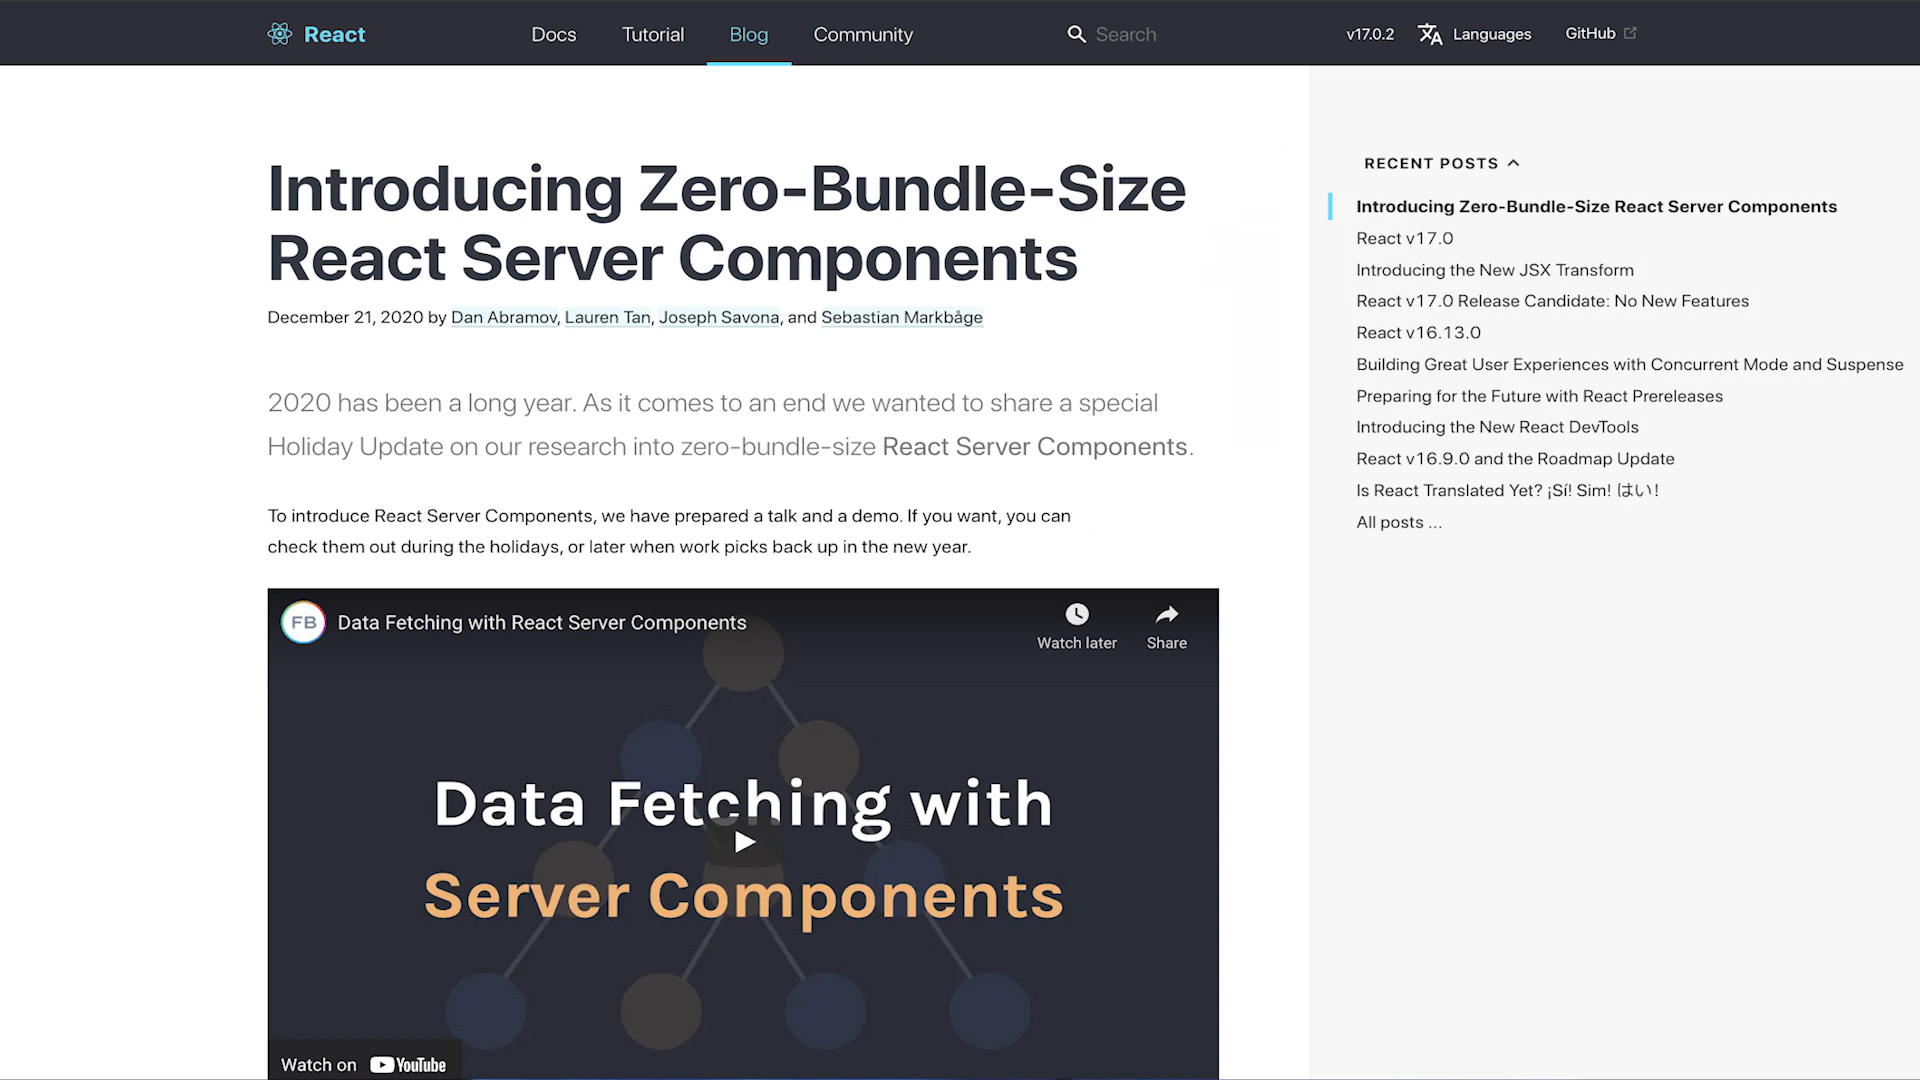 React
Docs
Tutorial
Blog
Community
Search
v17.0.2
Languages
GitHub
Introducing Zero-Bundle-Size
React Server Components
December 21, 2020 by Dan Abramov, Lauren Tan, Joseph Savona, and Sebastian Markbåge
2020 has been a long year. As it comes to an end we wanted to share a special
Holiday Update on our research into zero-bundle-size React Server Components.
To introduce React Server Components, we have prepared a talk and a demo. If you want, you can
check them out during the holidays, or later when work picks back up in the new year.
FB
Data Fetching with React Server Components
Watch later
Share
Data Fetching with
Server Components
Watch on YouTube
RECENT POSTS
Introducing Zero-Bundle-Size React Server Components
React v17.0
Introducing the New JSX Transform
React v17.0 Release Candidate: No New Features
React v16.13.0
Building Great User Experiences with Concurrent Mode and Suspense
Preparing for the Future with React Prereleases
Introducing the New React DevTools
React v16.9.0 and the Roadmap Update
Is React Translated Yet? ¡Sí! Sim! はい!
All posts ...